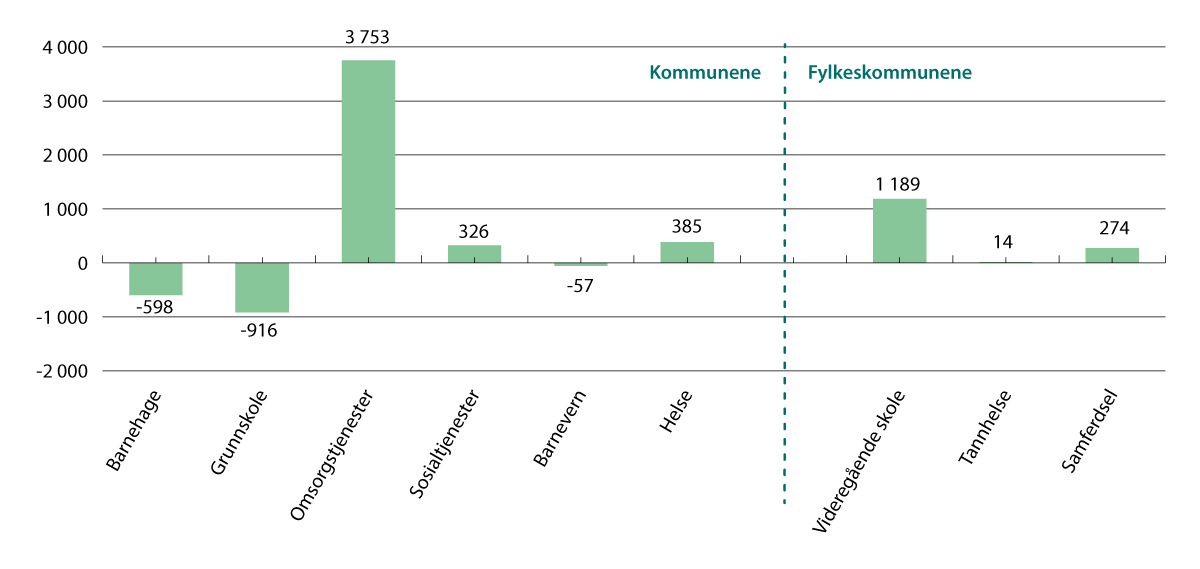 4 000
3 000
2 000
1 000
0
-1 000
-2 000
Kommunene
Fylkeskommunene
-598
-916
3 753
326
-57
385
1 189
14
274
Barnehage
Grunnskole
Omsorgstjenester
Sosialtjenester
Barnevern
Helse
Videregående skole
Tannhelse
Samferdsel